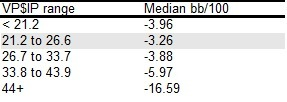 VP$IP range Median bb/100
< 21.2 -3.96
21.2 to 26.6 -3.26
26.7 to 33.7 -3.88
33.8 to 43.9 -5.97
44+ -16.59